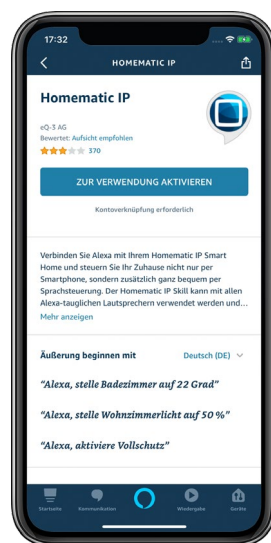 17:32
HOMEMATIC IP
Homematic IP
eQ-3 AG
Bewertet: Aufsicht empfohlen
370
ZUR VERWENDUNG AKTIVIEREN
Kontoverknüpfung erforderlich
Verbinden Sie Alexa mit Ihrem Homematic IP Smart
Home und steuern Sie Ihr Zuhause nicht nur per
Smartphone, sondern zusätzlich ganz bequem per
Sprachsteuerung. Der Homematic IP Skill kann mit allen
Alexa-tauglichen Lautsprechern verwendet werden und...
Mehr anzeigen
Äußerung beginnen mit Deutsch (DE)
“Alexa, stelle Badezimmer auf 22 Grad”
“Alexa, stelle Wohnzimmerlicht auf 50 %”
“Alexa, aktiviere Vollschutz”
Startseite Kommunikation Wiedergabe Geräte